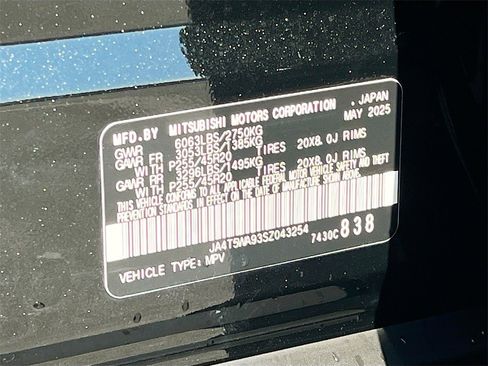 MFD.BY MITSUBISHI MOTORS CORPORATION , JAPAN
GVWR 6063LBS/2750KG MAY 2025
GAWR FR 3053LBS/1385KG
WITH P255/45R20 TIRES 20X8.0J RIMS
GAWR RR 3296LBS/1495KG
WITH P255/45R20 TIRES 20X8.0J RIMS
THIS VEHICLE CONFORMS TO ALL APPLICABLE FEDERAL MOTOR VEHICLE SAFETY AND THEFT
PREVENTION STANDARDS IN EFFECT ON THE DATE OF MANUFACTURE SHOWN ABOVE.
JA4T5WA93SZ043254
7430C838
VEHICLE TYPE: MPV